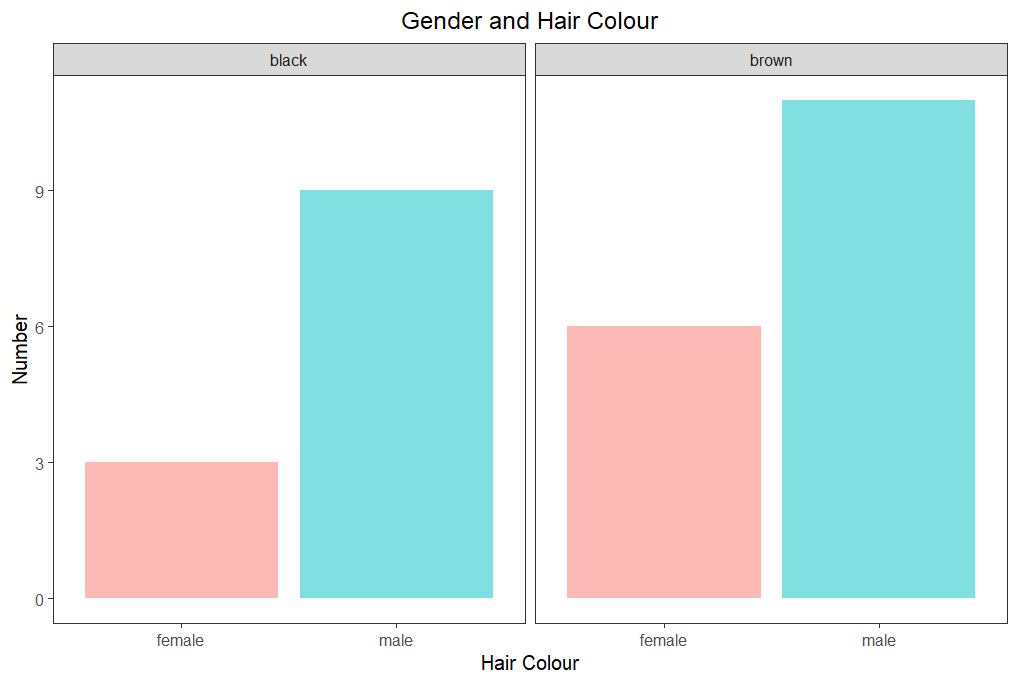 Gender and Hair Colour
black
brown
Number
9
6
3
0
female
male
female
male
Hair Colour